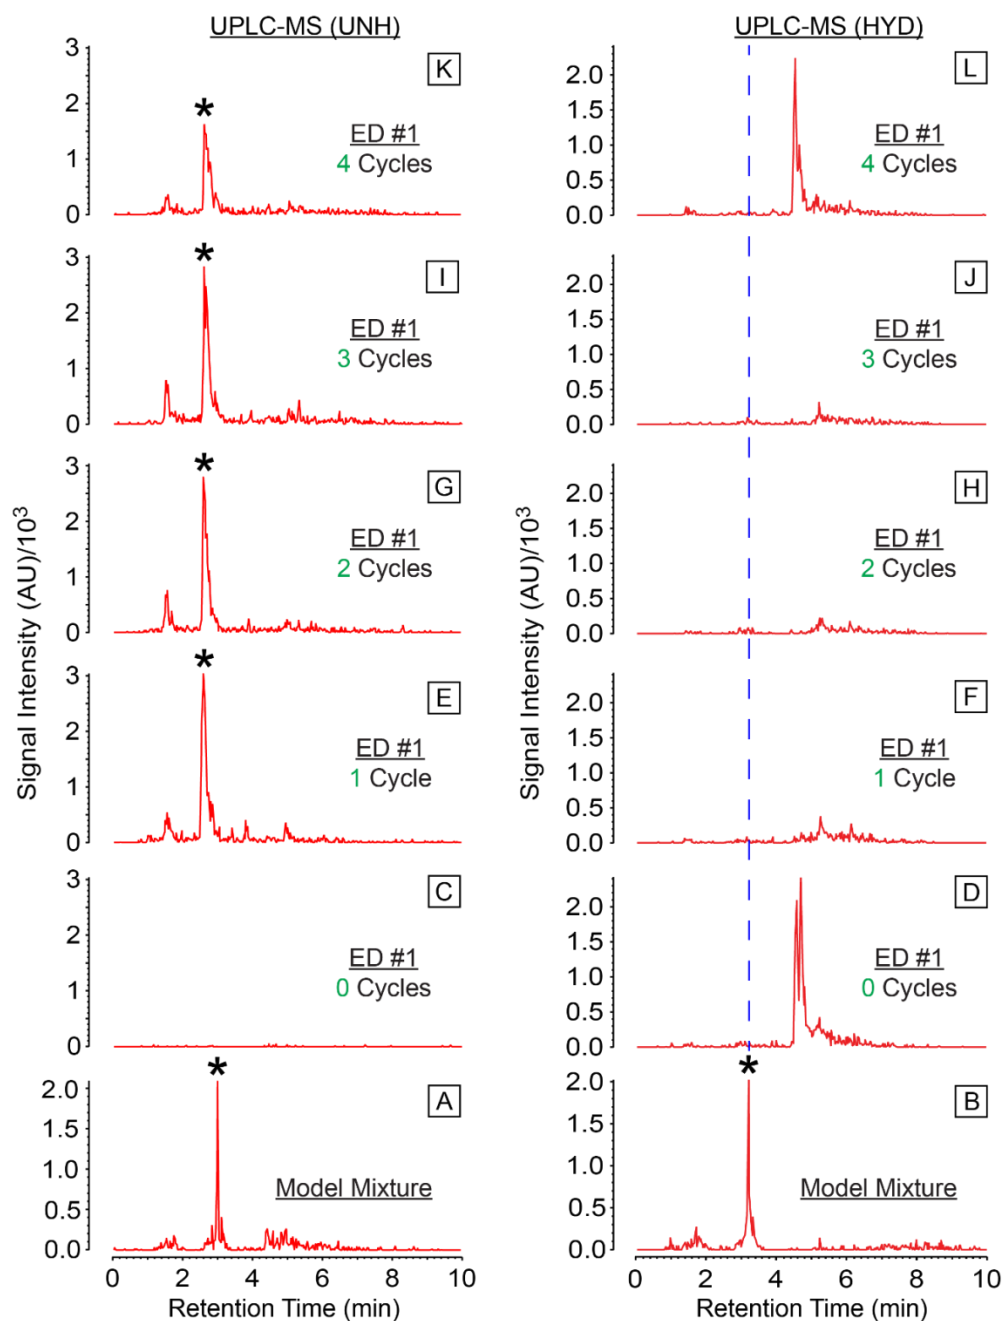 UPLC-MS (UNH)
UPLC-MS (HYD)
Signal Intensity (AU)/10³
Signal Intensity (AU)/10³
3
2
1
0
*
K
ED #1
4 Cycles
2.0
1.5
1.0
0.5
0.0
L
ED #1
4 Cycles
3
2
1
0
*
I
ED #1
3 Cycles
2.0
1.5
1.0
0.5
0.0
J
ED #1
3 Cycles
3
2
1
0
*
G
ED #1
2 Cycles
2.0
1.5
1.0
0.5
0.0
H
ED #1
2 Cycles
3
2
1
0
*
E
ED #1
1 Cycle
2.0
1.5
1.0
0.5
0.0
F
ED #1
1 Cycle
3
2
1
0
C
ED #1
0 Cycles
2.0
1.5
1.0
0.5
0.0
D
ED #1
0 Cycles
2.0
1.5
1.0
0.5
0.0
*
A
Model Mixture
0 2 4 6 8 10
Retention Time (min)
2.0
1.5
1.0
0.5
0.0
*
B
Model Mixture
0 2 4 6 8 10
Retention Time (min)